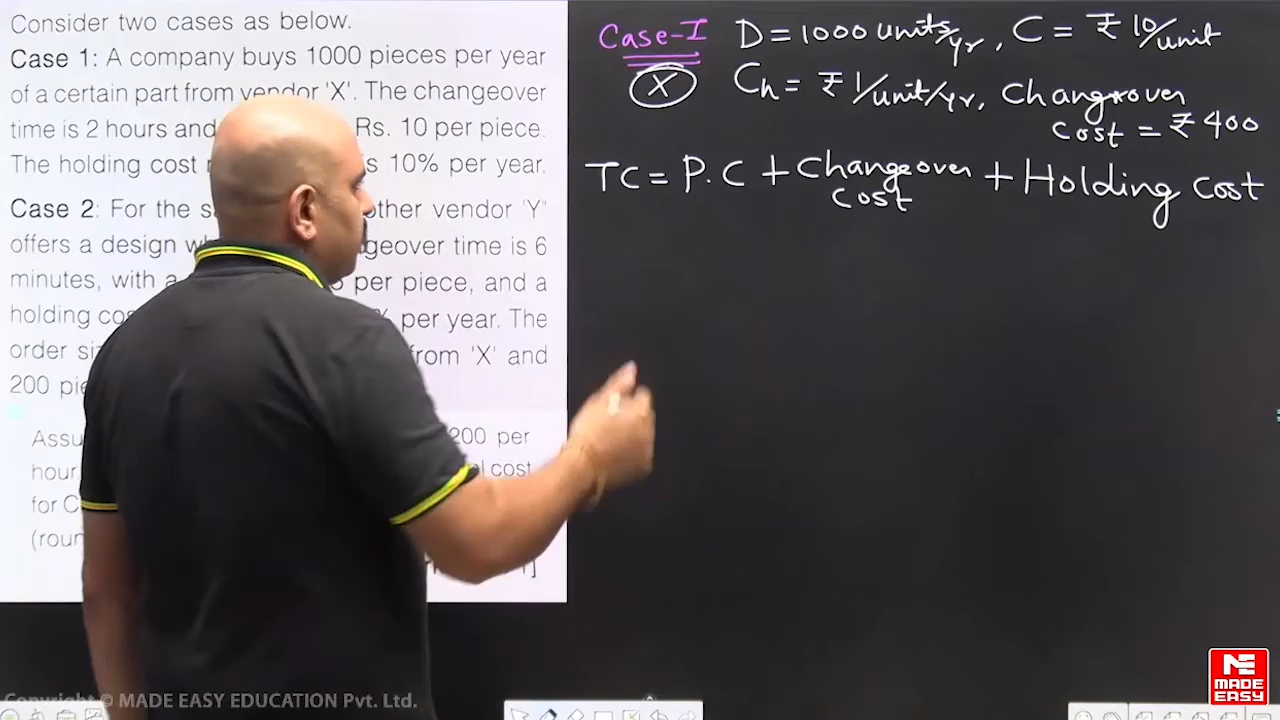 Consider two cases as below.
Case 1: A company buys 1000 pieces per year
of a certain part from vendor 'X'. The changeover
time is 2 hours and Rs. 10 per piece.
The holding cost s 10% per year.
Case 2: For the s other vendor 'Y'
offers a design wh ngeover time is 6
minutes, with a per piece, and a
holding cos % per year. The
order si from 'X' and
200 pie
Assu 200 per
hour, l cost
for C
(roun
]
Case-I D = 1000 units/yr, C = ₹ 10/unit
X Ch = ₹ 1/unit/yr, Changeover
cost = ₹ 400
TC = P.C + Changeover + Holding cost
cost
Copyright © MADE EASY EDUCATION Pvt. Ltd.
ME
MADE
EASY